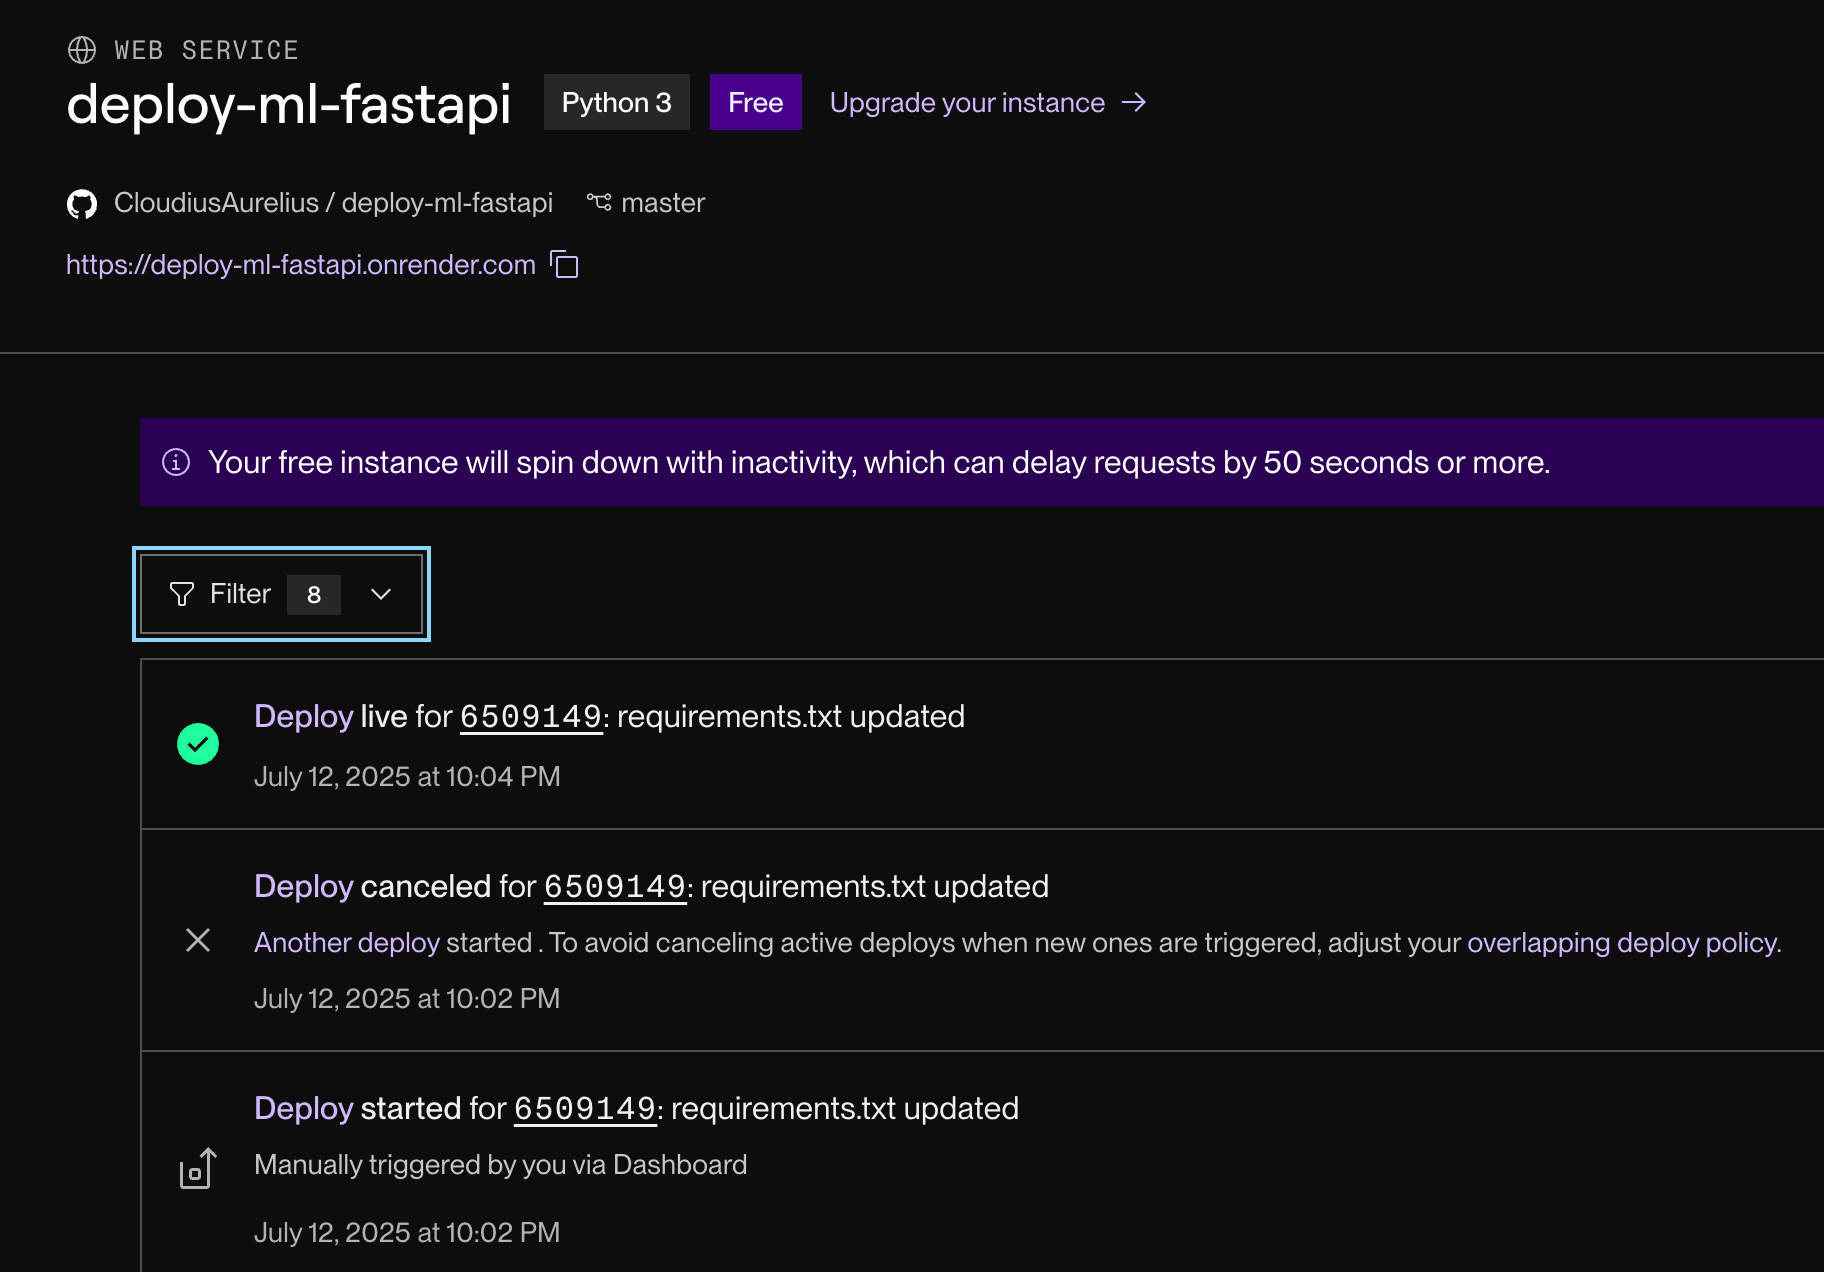 WEB SERVICE
deploy-ml-fastapi Python 3 Free Upgrade your instance →
CloudiusAurelius / deploy-ml-fastapi master
https://deploy-ml-fastapi.onrender.com
Your free instance will spin down with inactivity, which can delay requests by 50 seconds or more.
Filter 8
Deploy live for 6509149: requirements.txt updated
July 12, 2025 at 10:04 PM
Deploy canceled for 6509149: requirements.txt updated
Another deploy started . To avoid canceling active deploys when new ones are triggered, adjust your overlapping deploy policy.
July 12, 2025 at 10:02 PM
Deploy started for 6509149: requirements.txt updated
Manually triggered by you via Dashboard
July 12, 2025 at 10:02 PM